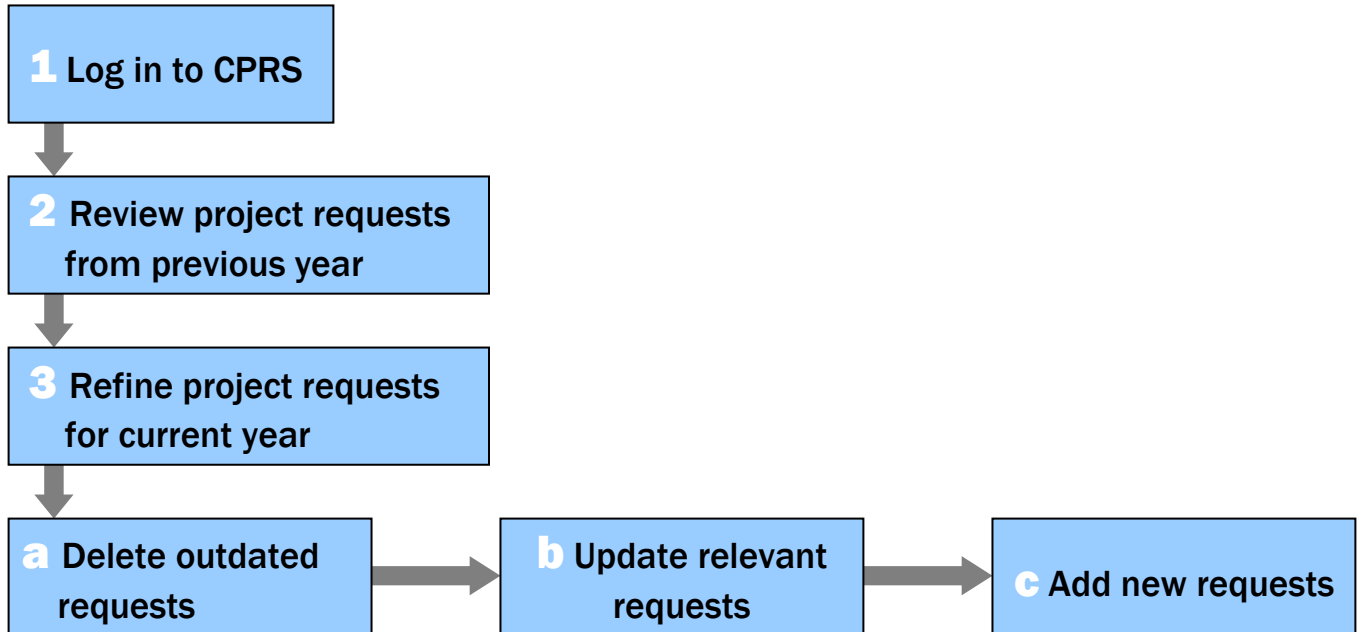 1 Log in to CPRS
2 Review project requests
from previous year
3 Refine project requests
for current year
a Delete outdated
requests
b Update relevant
requests
c Add new requests